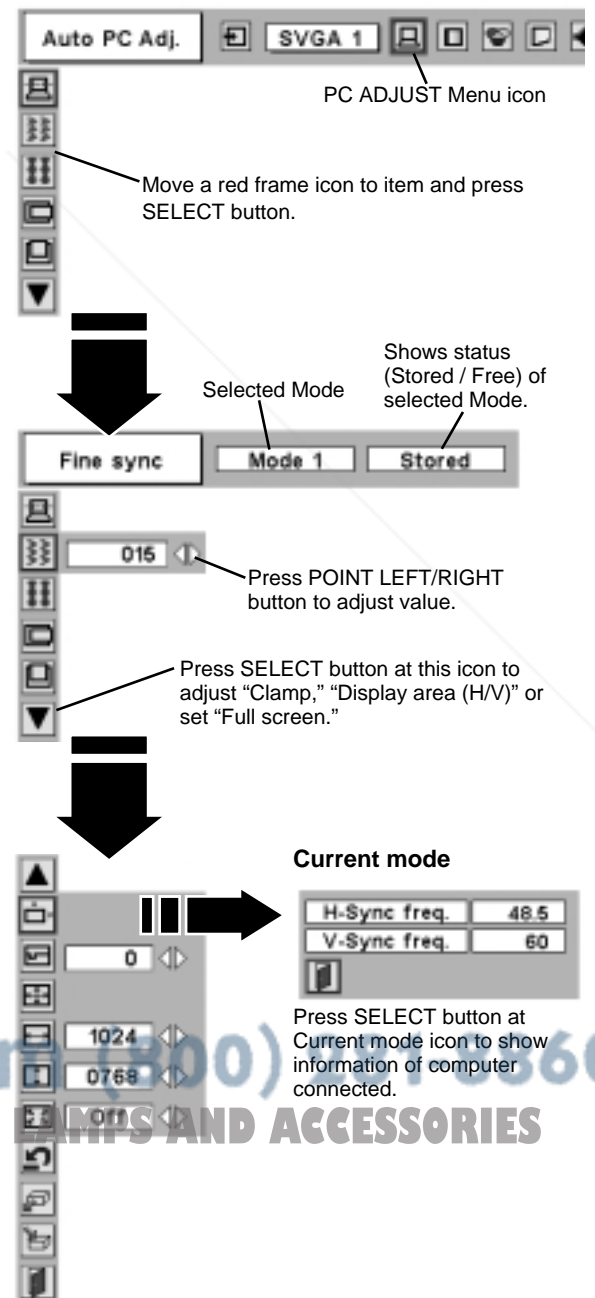 Auto PC Adj.
SVGA 1
PC ADJUST Menu icon
Move a red frame icon to item and press
SELECT button.
Shows status
(Stored / Free) of
selected Mode.
Selected Mode
Fine sync
Mode 1
Stored
015
Press POINT LEFT/RIGHT
button to adjust value.
Press SELECT button at this icon to
adjust “Clamp,” “Display area (H/V)” or
set “Full screen.”
Current mode
H-Sync freq. 48.5
V-Sync freq. 60
0
Press SELECT button at
Current mode icon to show
information of computer
connected.
1024
0768
Off
m (800) 281-8860
LAMPS AND ACCESSORIES